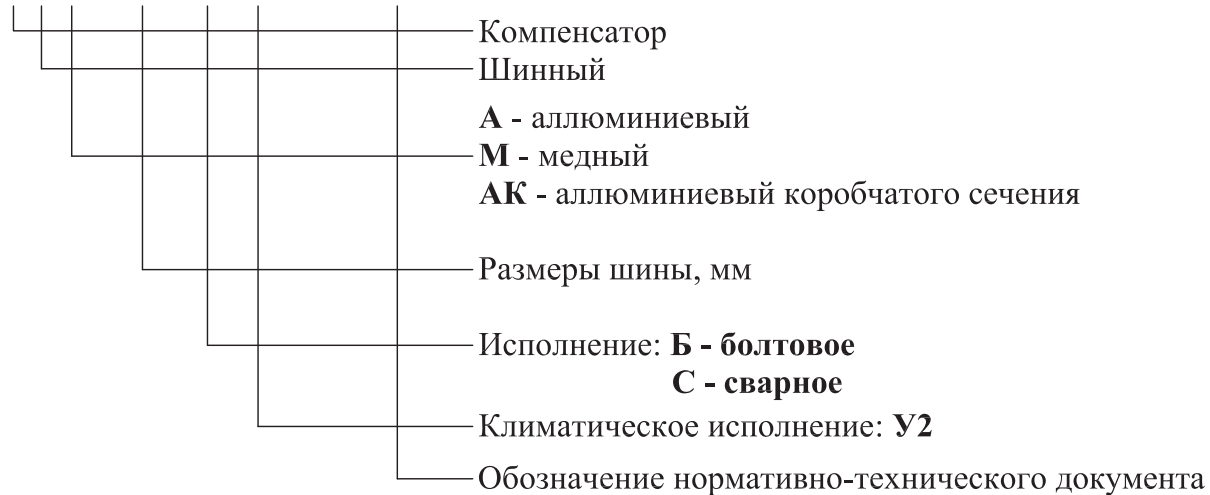 Компенсатор
Шинный
А - аллюминиевый
М - медный
АК - аллюминиевый коробчатого сечения
Размеры шины, мм
Исполнение: Б - болтовое
С - сварное
Климатическое исполнение: У2
Обозначение нормативно-технического документа